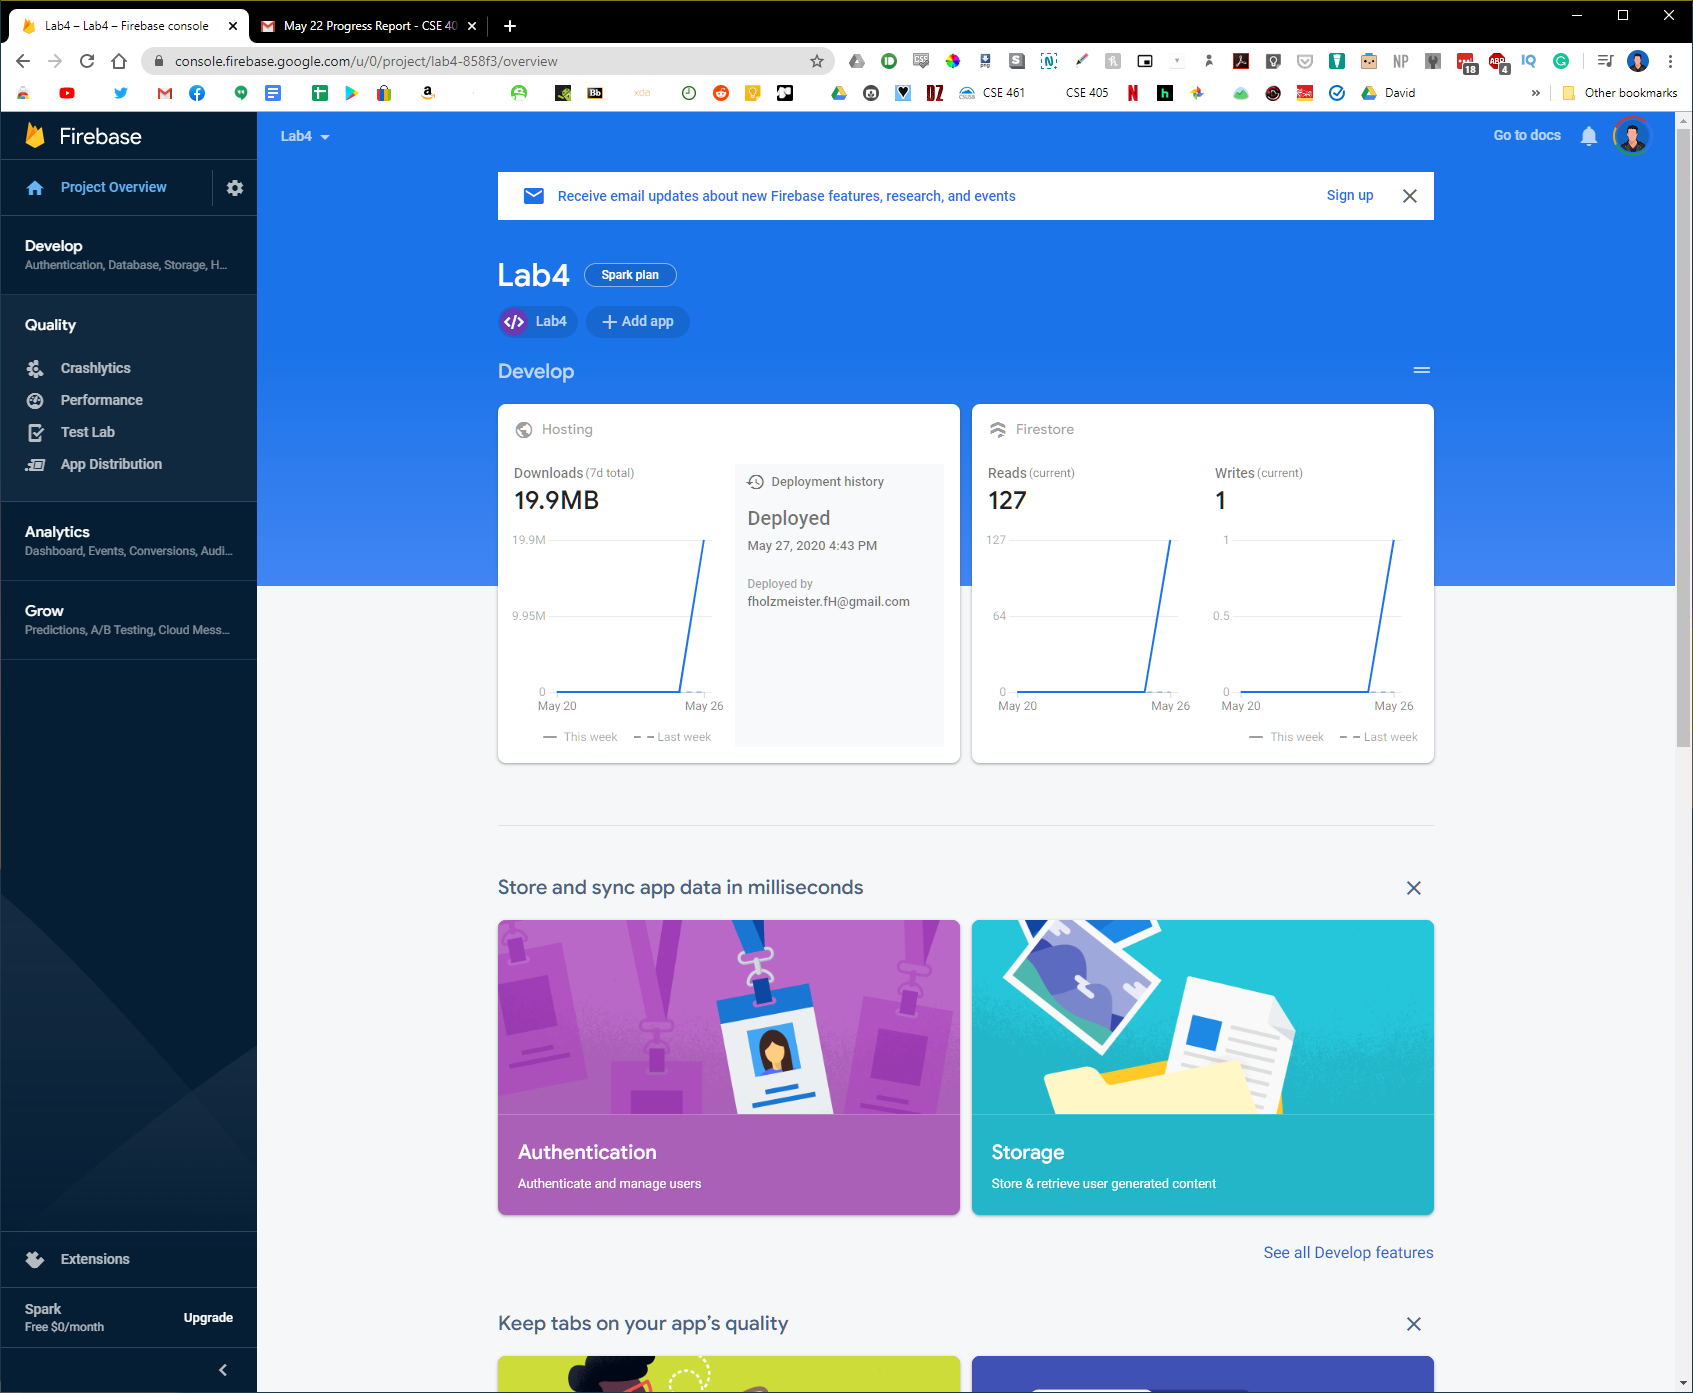 Lab4 – Lab4 – Firebase console
May 22 Progress Report - CSE 40
console.firebase.google.com/u/0/project/lab4-858f3/overview
NP
18
4
IQ
Bb
xda
DZ
CSE 461
CSE 405
N
h
David
»
Other bookmarks
Firebase
Lab4
Go to docs
Project Overview
Receive email updates about new Firebase features, research, and events
Sign up
Develop
Authentication, Database, Storage, H...
Lab4
Spark plan
Quality
Lab4
Add app
Crashlytics
Performance
Test Lab
App Distribution
Develop
Hosting
Downloads (7d total)
19.9MB
19.9M
9.95M
0
May 20
May 26
This week
Last week
Deployment history
Deployed
May 27, 2020 4:43 PM
Deployed by
fholzmeister.fH@gmail.com
Firestore
Reads (current)
127
127
64
0
May 20
May 26
Writes (current)
1
1
0.5
0
May 20
May 26
This week
Last week
Analytics
Dashboard, Events, Conversions, Audi...
Grow
Predictions, A/B Testing, Cloud Mess...
Store and sync app data in milliseconds
Authentication
Authenticate and manage users
Storage
Store & retrieve user generated content
See all Develop features
Extensions
Spark
Free $0/month
Upgrade
Keep tabs on your app's quality